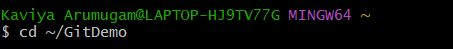 Kaviya Arumugam@LAPTOP-HJ9TV77G MINGW64 ~
$ cd ~/GitDemo